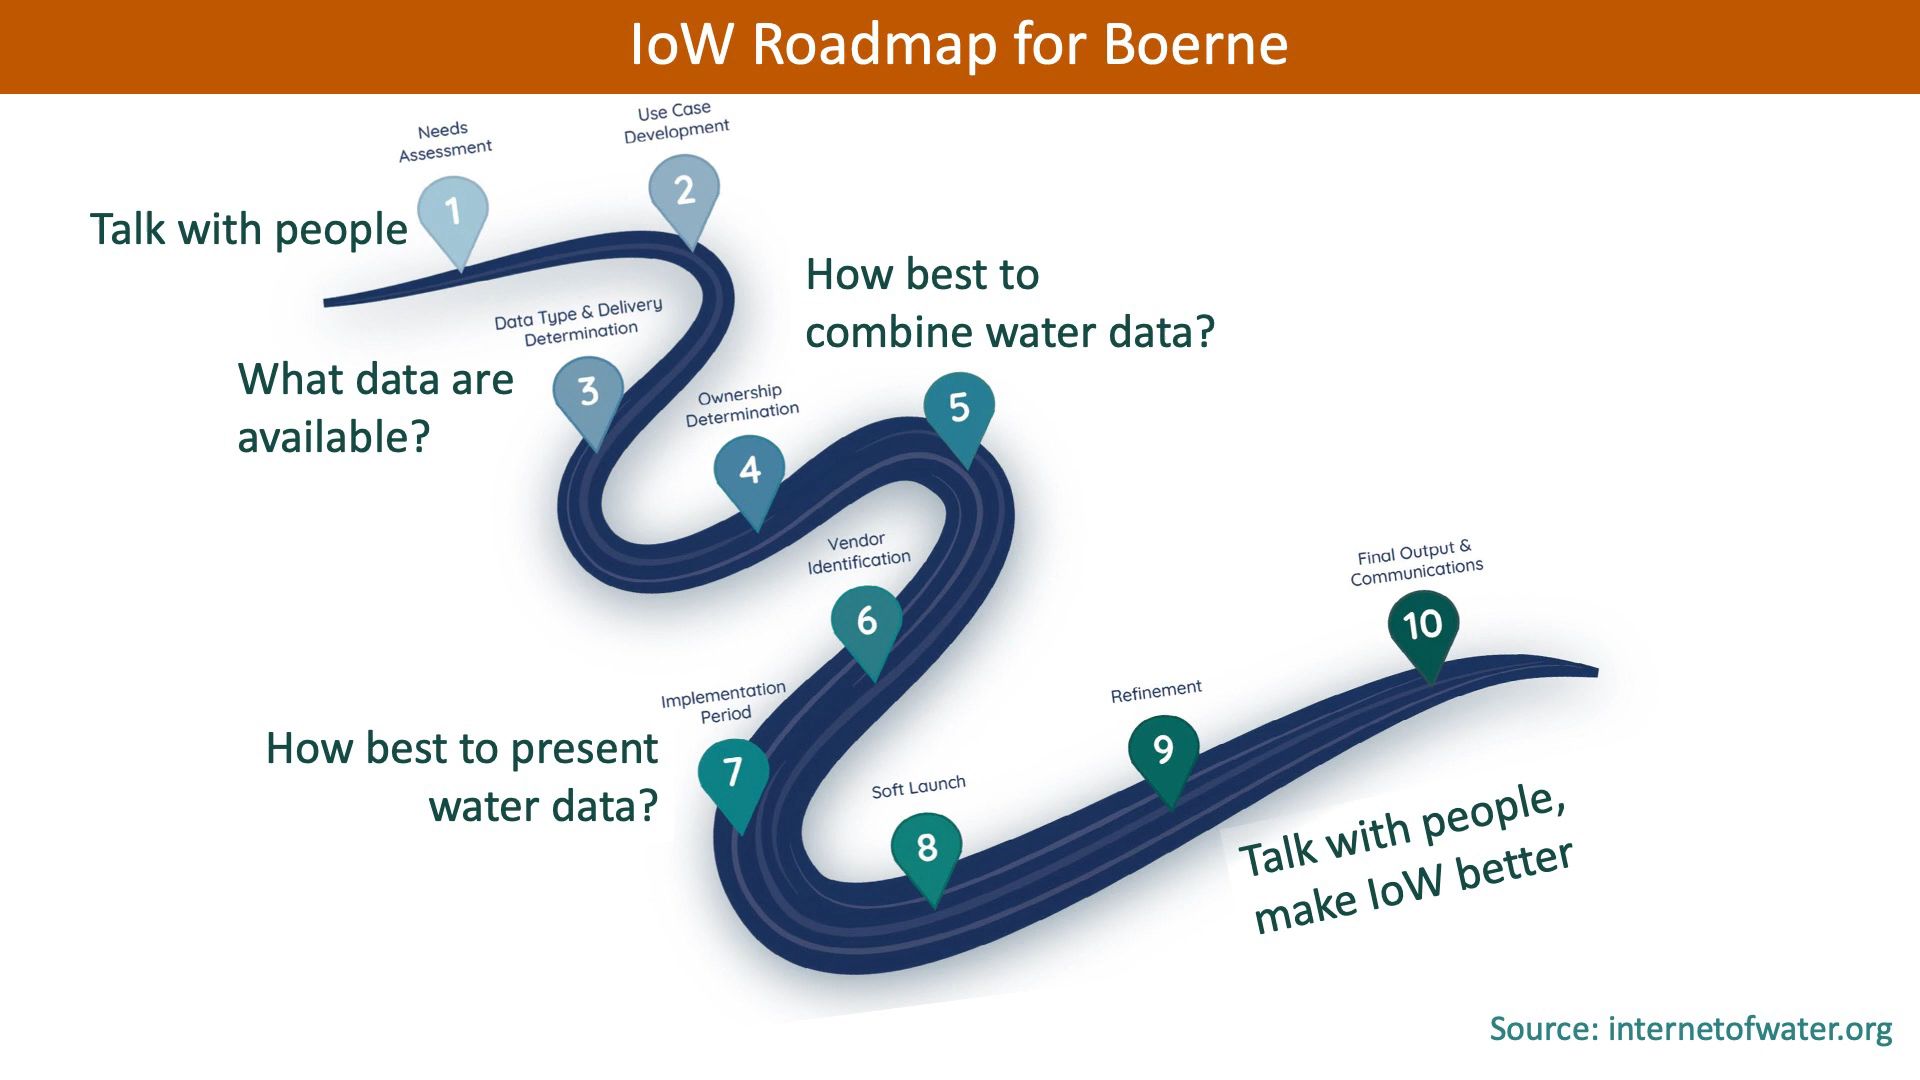 IoW Roadmap for Boerne
Needs
Assessment
Use Case
Development
1
2
Talk with people
How best to
combine water data?
Data Type & Delivery
Determination
What data are
available?
3
Ownership
Determination
4
5
Vendor
Identification
6
Final Output &
Communications
10
Implementation
Period
How best to present
water data?
7
Refinement
9
Soft Launch
8
Talk with people,
make IoW better
Source: internetofwater.org